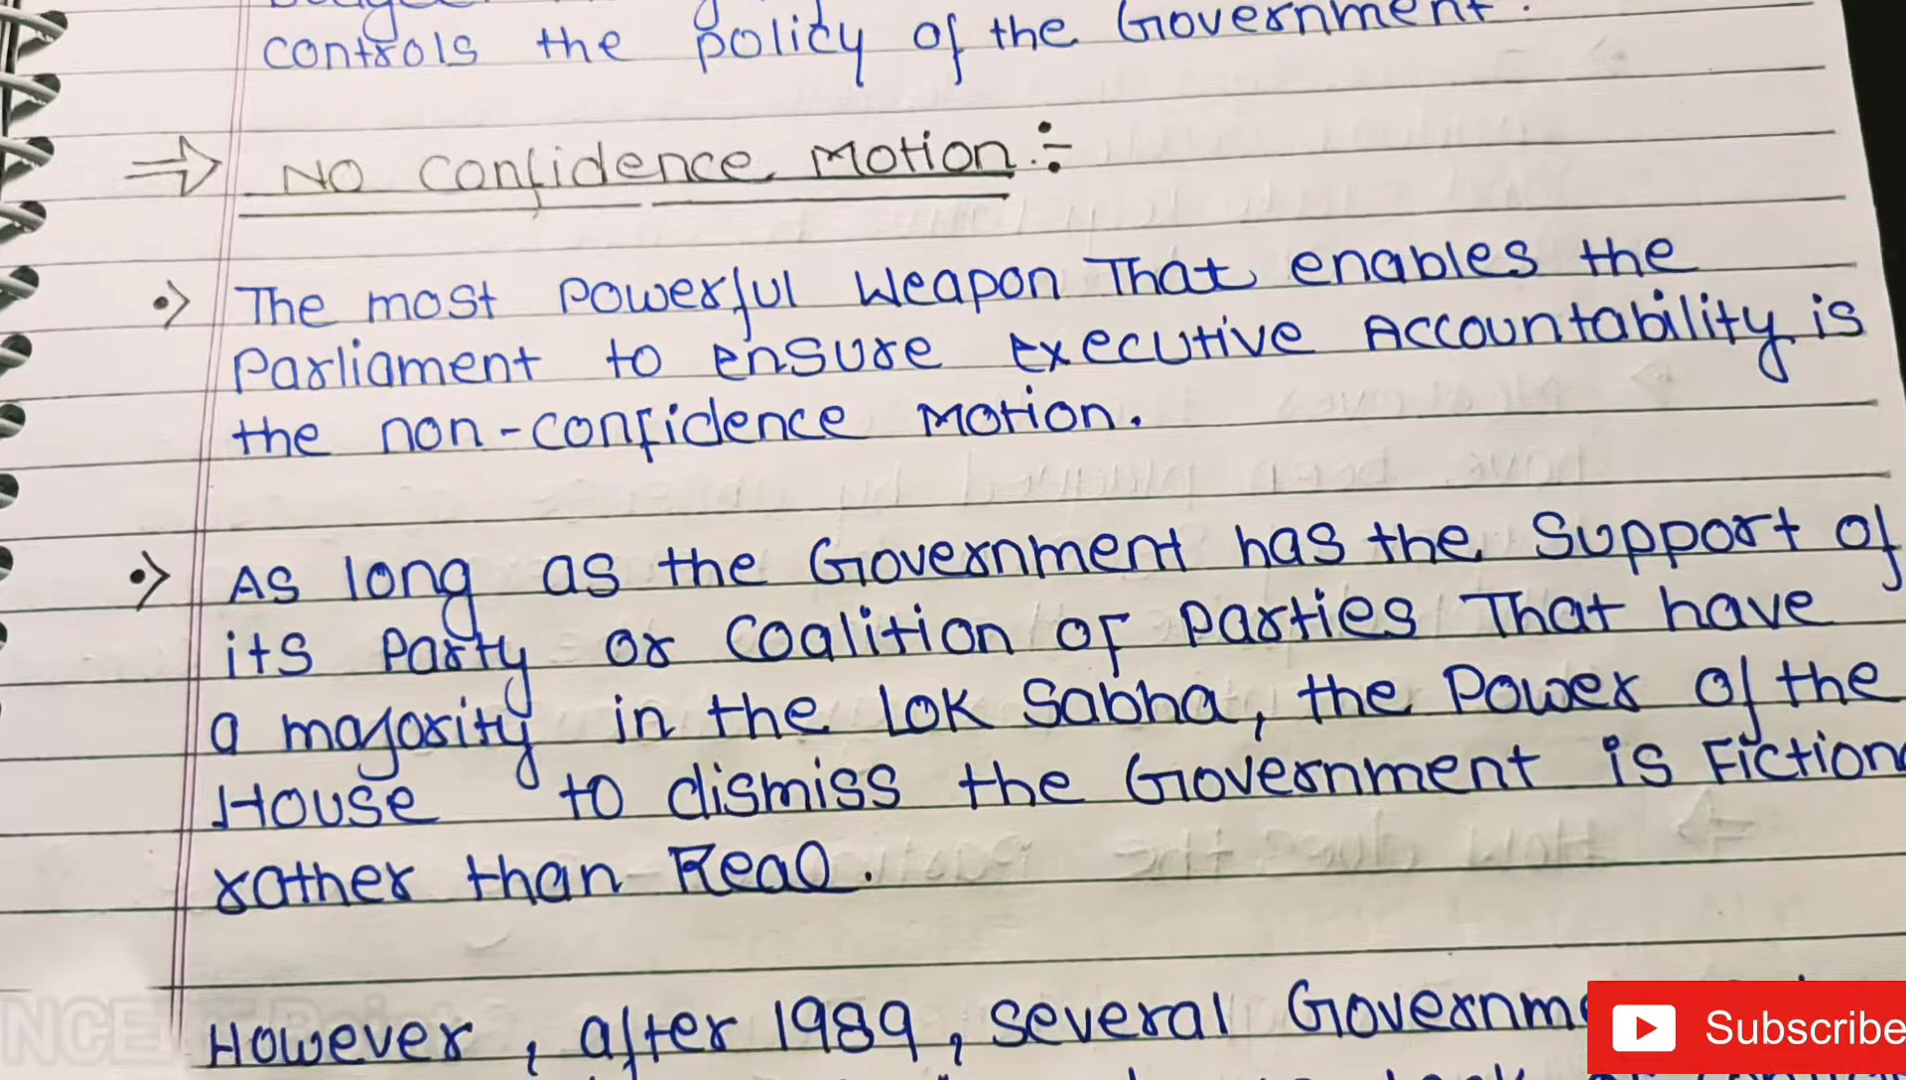 controls the policy of the Government.
⇒ No confidence Motion :-
•> The most powerful Weapon That enables the
Parliament to ensure executive Accountability is
the non-confidence Motion.
•> As long as the Government has the Support of
its Party or Coalition of Parties That have
a majority in the Lok Sabha, the Power of the
House to dismiss the Government is Fiction
rather than Real.
However, after 1989, several
Subscribe